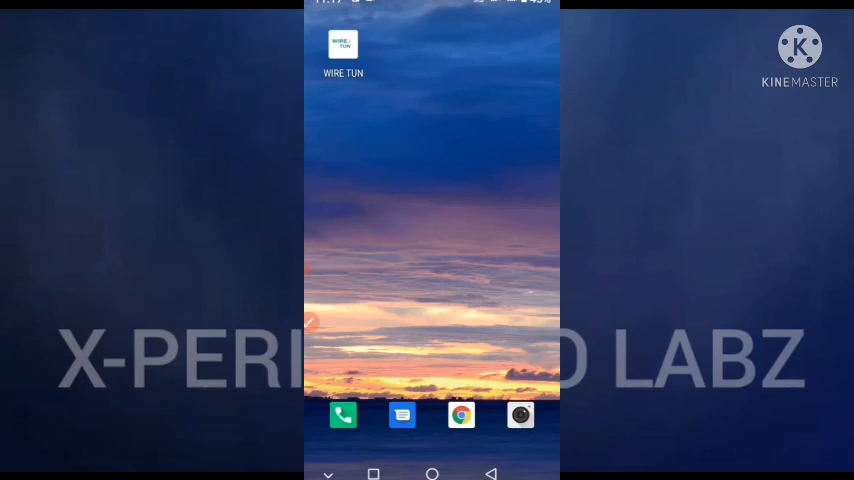 WIRE
TUN
WIRE TUN
KINEMASTER
X-PERI
O LABZ